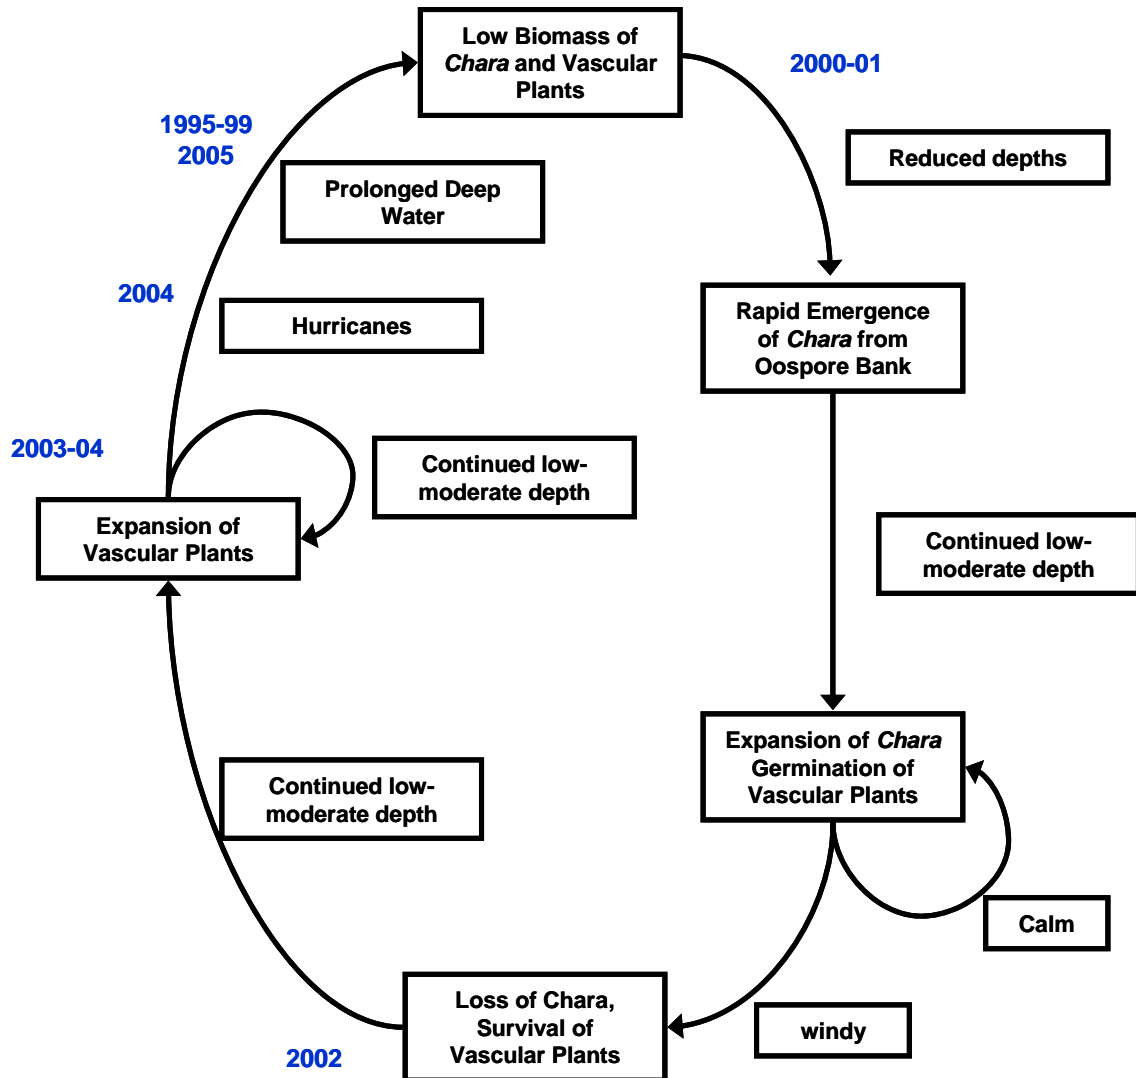 Low Biomass of
Chara and Vascular
Plants
2000-01
1995-99
2005
Reduced depths
Prolonged Deep
Water
2004
Hurricanes
Rapid Emergence
of Chara from
Oospore Bank
2003-04
Continued low-
moderate depth
Expansion of
Vascular Plants
Continued low-
moderate depth
Expansion of Chara
Germination of
Vascular Plants
Continued low-
moderate depth
Calm
Loss of Chara,
Survival of
Vascular Plants
windy
2002